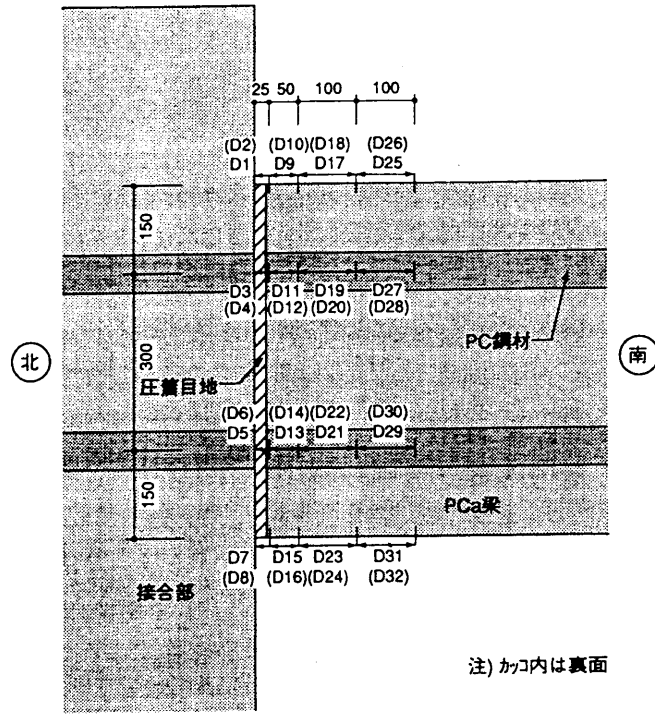 25 50 100 100
(D2) (D10)(D18) (D26)
D1 D9 D17 D25
150
D3 D11 D19 D27
(D4) (D12)(D20) (D28)
PC鋼材
北
300
圧着目地
南
(D6) (D14)(D22) (D30)
D5 D13 D21 D29
150
PCa梁
D7 D15 D23 D31
(D8) (D16)(D24) (D32)
接合部
注) カッコ内は裏面